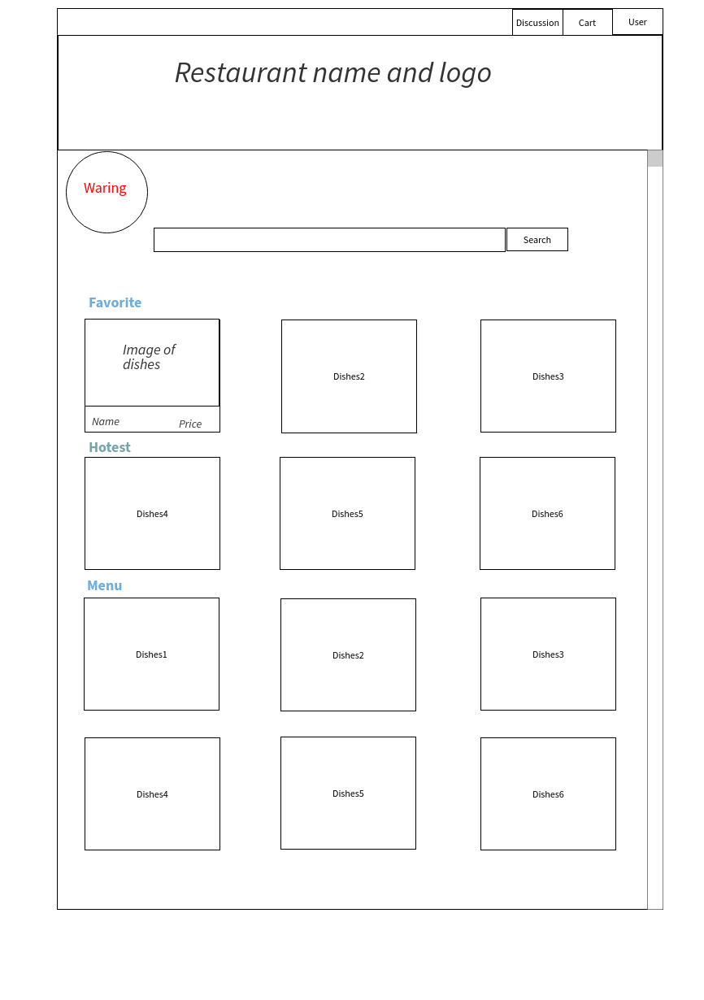 Discussion
Cart
User
Restaurant name and logo
Waring
Search
Favorite
Image of
dishes
Name
Price
Dishes2
Dishes3
Hotest
Dishes4
Dishes5
Dishes6
Menu
Dishes1
Dishes2
Dishes3
Dishes4
Dishes5
Dishes6